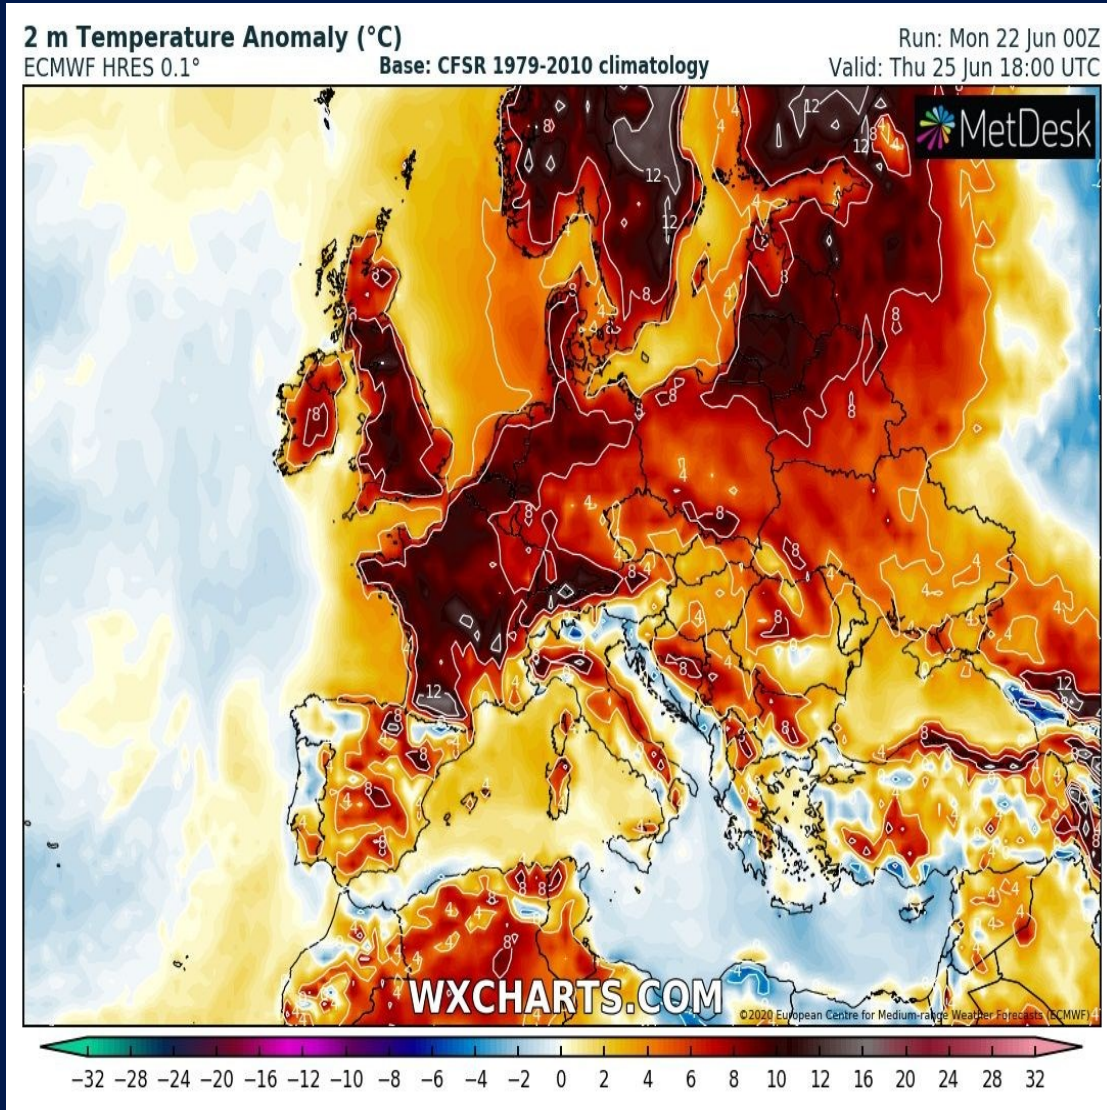 2 m Temperature Anomaly (°C)
ECMWF HRES 0.1°
Base: CFSR 1979-2010 climatology
Run: Mon 22 Jun 00Z
Valid: Thu 25 Jun 18:00 UTC
MetDesk
WXCHARTS.COM
©2020 European Centre for Medium-range Weather Forecasts (ECMWF)
−32 −28 −24 −20 −16 −12 −10 −8 −6 −4 −2 0 2 4 6 8 10 12 16 20 24 28 32